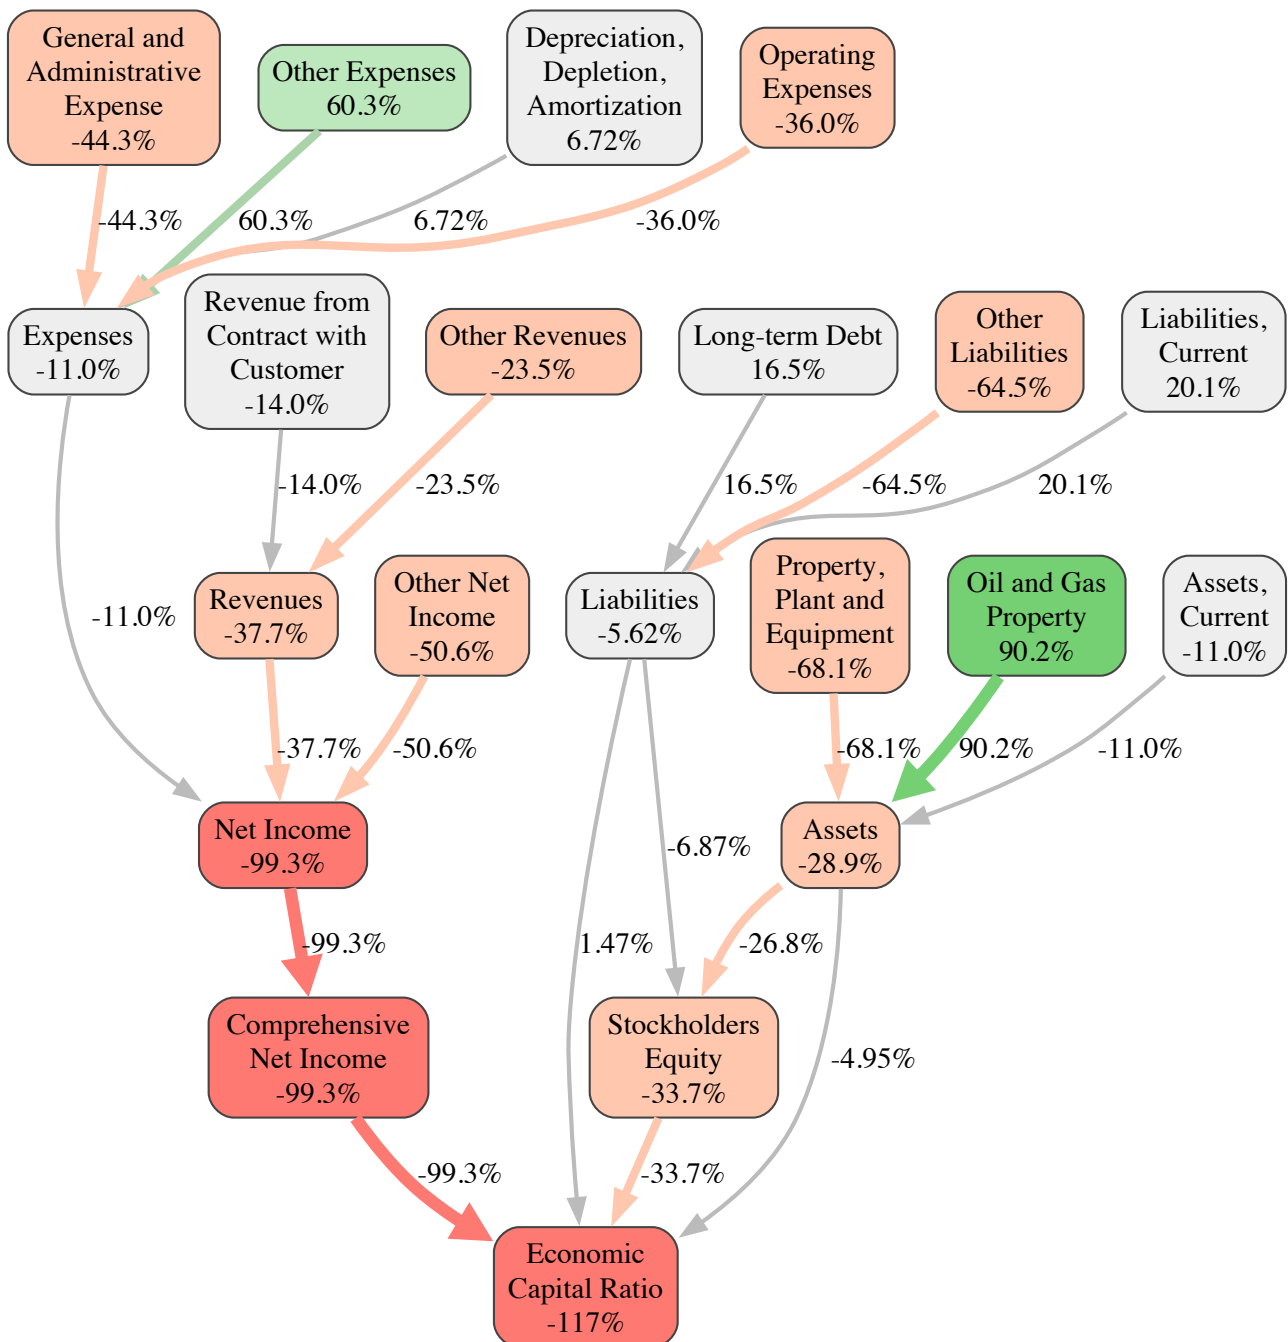 General and
Administrative
Expense
-44.3%
Other Expenses
60.3%
Depreciation,
Depletion,
Amortization
6.72%
Operating
Expenses
-36.0%
-44.3%
60.3%
6.72%
-36.0%
Expenses
-11.0%
Revenue from
Contract with
Customer
-14.0%
Other Revenues
-23.5%
Long-term Debt
16.5%
Other
Liabilities
-64.5%
Liabilities,
Current
20.1%
-14.0%
-23.5%
16.5%
-64.5%
20.1%
-11.0%
Revenues
-37.7%
Other Net
Income
-50.6%
Liabilities
-5.62%
Property,
Plant and
Equipment
-68.1%
Oil and Gas
Property
90.2%
Assets,
Current
-11.0%
-37.7%
-50.6%
-68.1%
90.2%
-11.0%
Net Income
-99.3%
-6.87%
Assets
-28.9%
-99.3%
1.47%
-26.8%
Comprehensive
Net Income
-99.3%
Stockholders
Equity
-33.7%
-4.95%
-99.3%
-33.7%
Economic
Capital Ratio
-117%